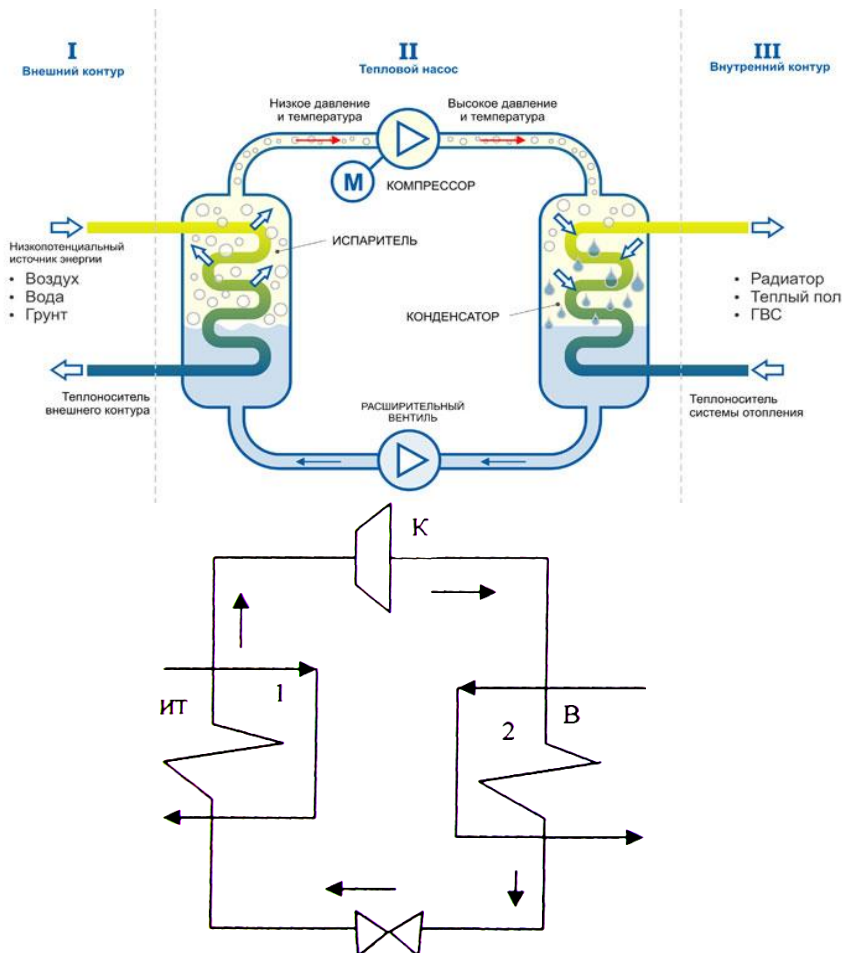 I
Внешний контур
II
Тепловой насос
III
Внутренний контур
Низкое давление
и температура
Высокое давление
и температура
М
КОМПРЕССОР
Низкопотенциальный
источник энергии
• Воздух
• Вода
• Грунт
ИСПАРИТЕЛЬ
КОНДЕНСАТОР
• Радиатор
• Теплый пол
• ГВС
Теплоноситель
внешнего контура
РАСШИРИТЕЛЬНЫЙ
ВЕНТИЛЬ
Теплоноситель
системы отопления
К
1
ИТ
2
В